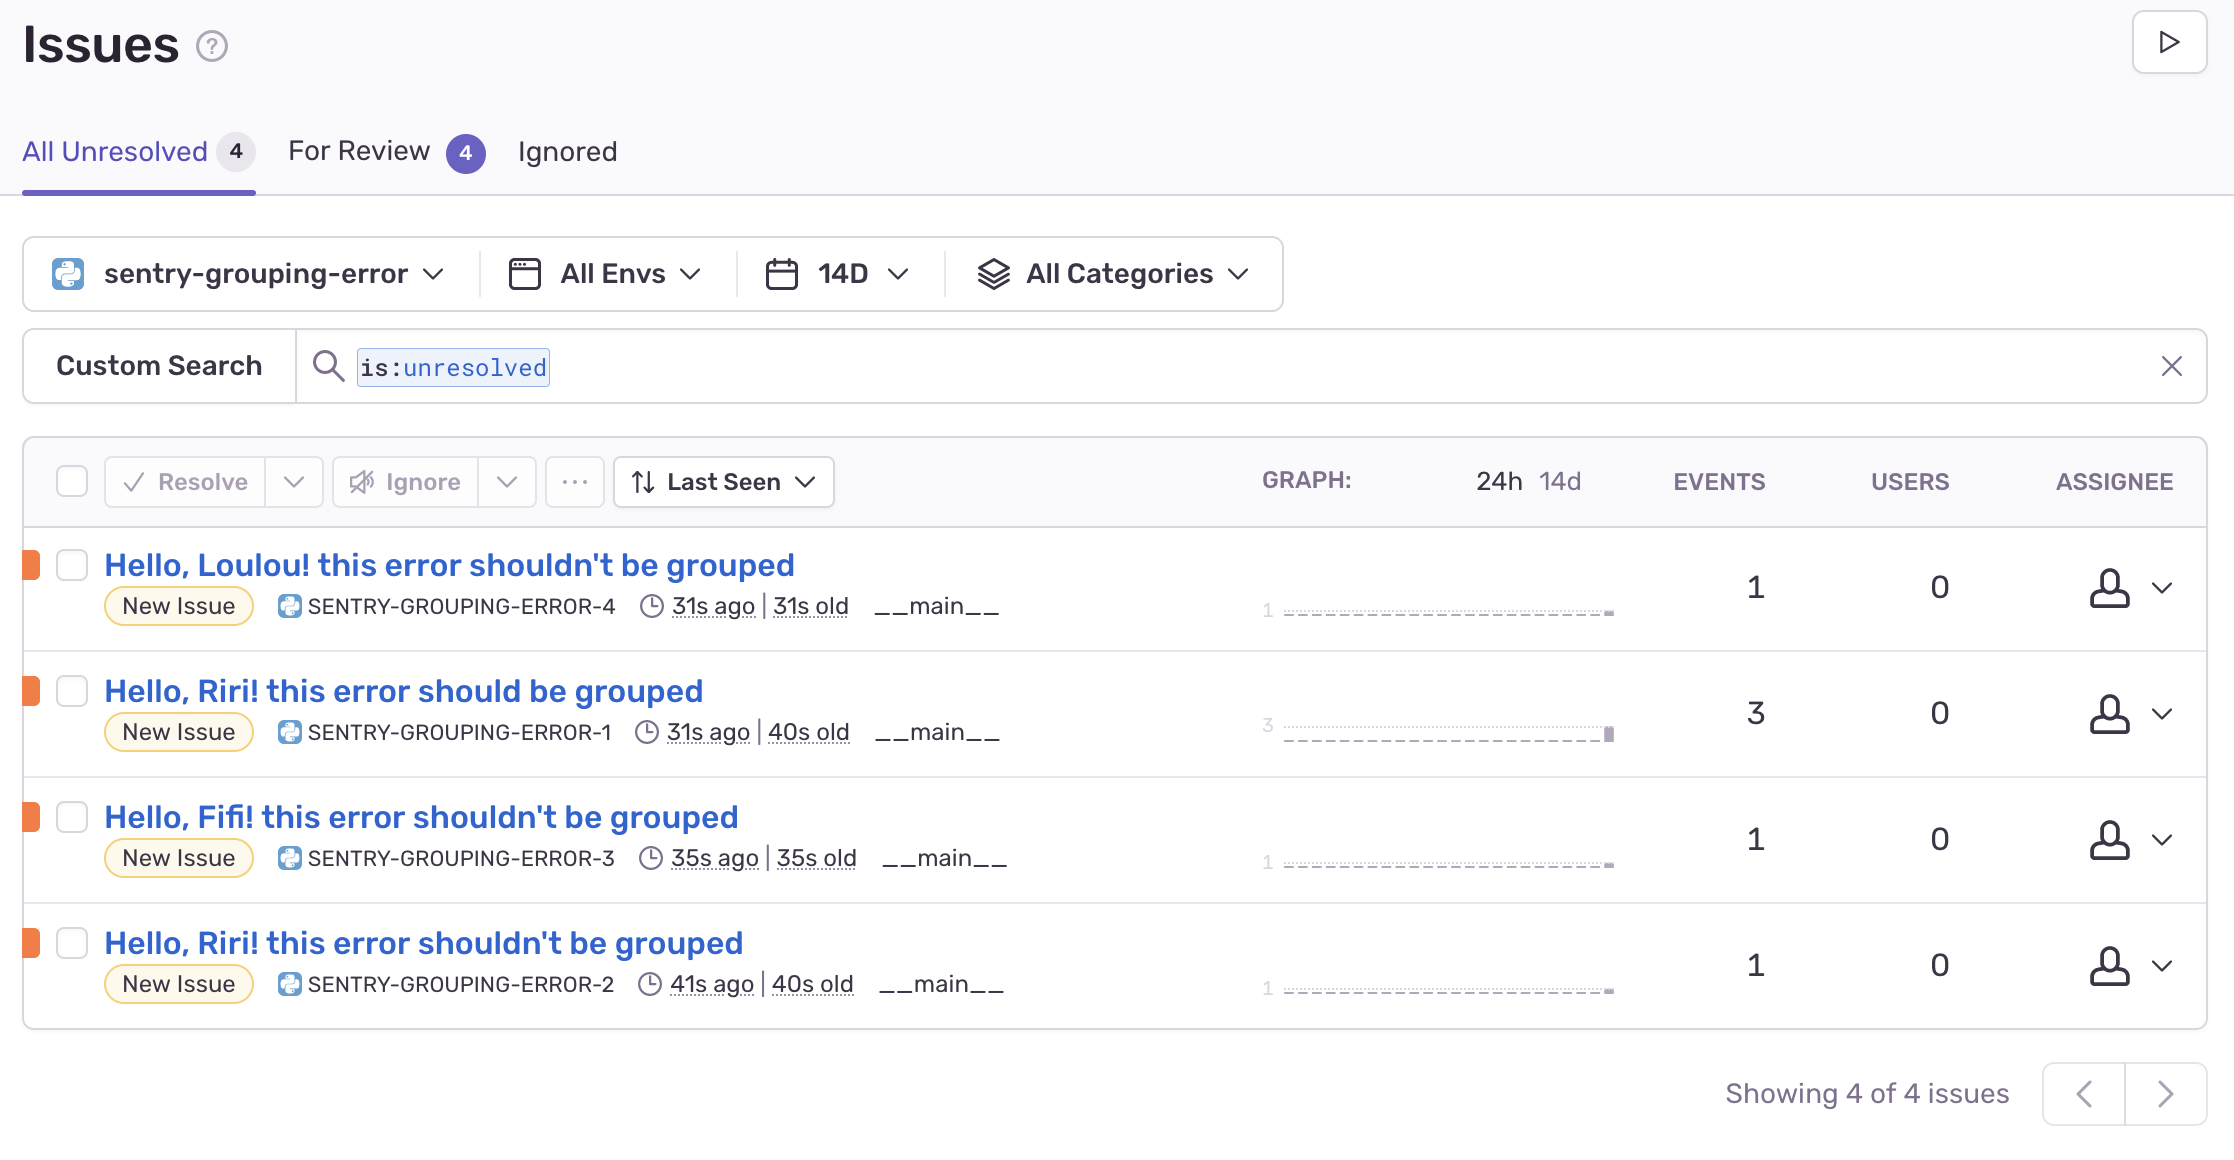 Issues ?
All Unresolved 4 For Review 4 Ignored
sentry-grouping-error All Envs 14D All Categories
Custom Search is:unresolved
Resolve Ignore ... Last Seen GRAPH: 24h 14d EVENTS USERS ASSIGNEE
Hello, Loulou! this error shouldn't be grouped
New Issue SENTRY-GROUPING-ERROR-4 31s ago | 31s old __main__ 1 1 0
Hello, Riri! this error should be grouped
New Issue SENTRY-GROUPING-ERROR-1 31s ago | 40s old __main__ 3 3 0
Hello, Fifi! this error shouldn't be grouped
New Issue SENTRY-GROUPING-ERROR-3 35s ago | 35s old __main__ 1 1 0
Hello, Riri! this error shouldn't be grouped
New Issue SENTRY-GROUPING-ERROR-2 41s ago | 40s old __main__ 1 1 0
Showing 4 of 4 issues